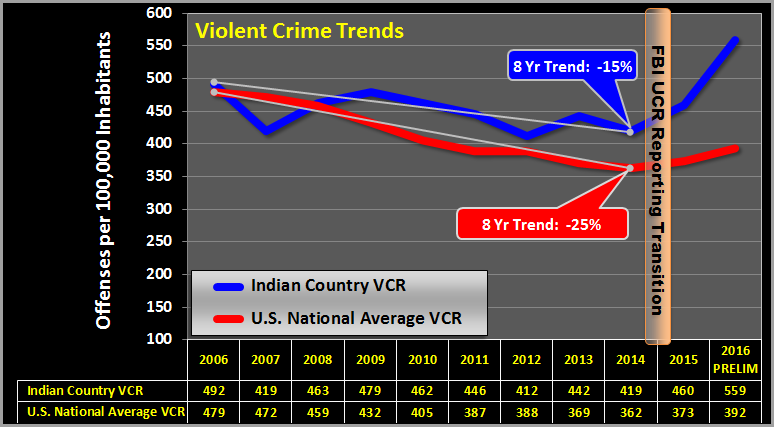 Violent Crime Trends
600
550
500
450
400
350
300
250
200
150
100
Offenses per 100,000 Inhabitants
8 Yr Trend: -15%
8 Yr Trend: -25%
FBI UCR Reporting Transition
Indian Country VCR
U.S. National Average VCR
2006 2007 2008 2009 2010 2011 2012 2013 2014 2015 2016 PRELIM
Indian Country VCR 492 419 463 479 462 446 412 442 419 460 559
U.S. National Average VCR 479 472 459 432 405 387 388 369 362 373 392